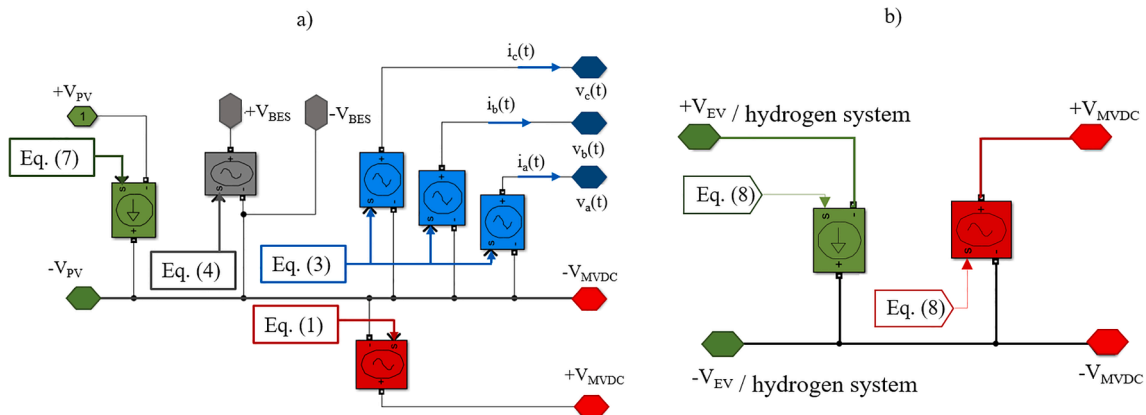 a)
b)
i_c(t)
v_c(t)
+V_PV
1
+V_BES
-V_BES
i_b(t)
v_b(t)
Eq. (7)
i_a(t)
v_a(t)
+
-
s
+
-
s
+
-
s
+
-
s
+
-
s
Eq. (4)
Eq. (3)
-V_PV
-V_MVDC
Eq. (1)
-
s
+
+V_MVDC
+V_EV / hydrogen system
+V_MVDC
Eq. (8)
s
-
+
+
s
-
Eq. (8)
-V_EV / hydrogen system
-V_MVDC